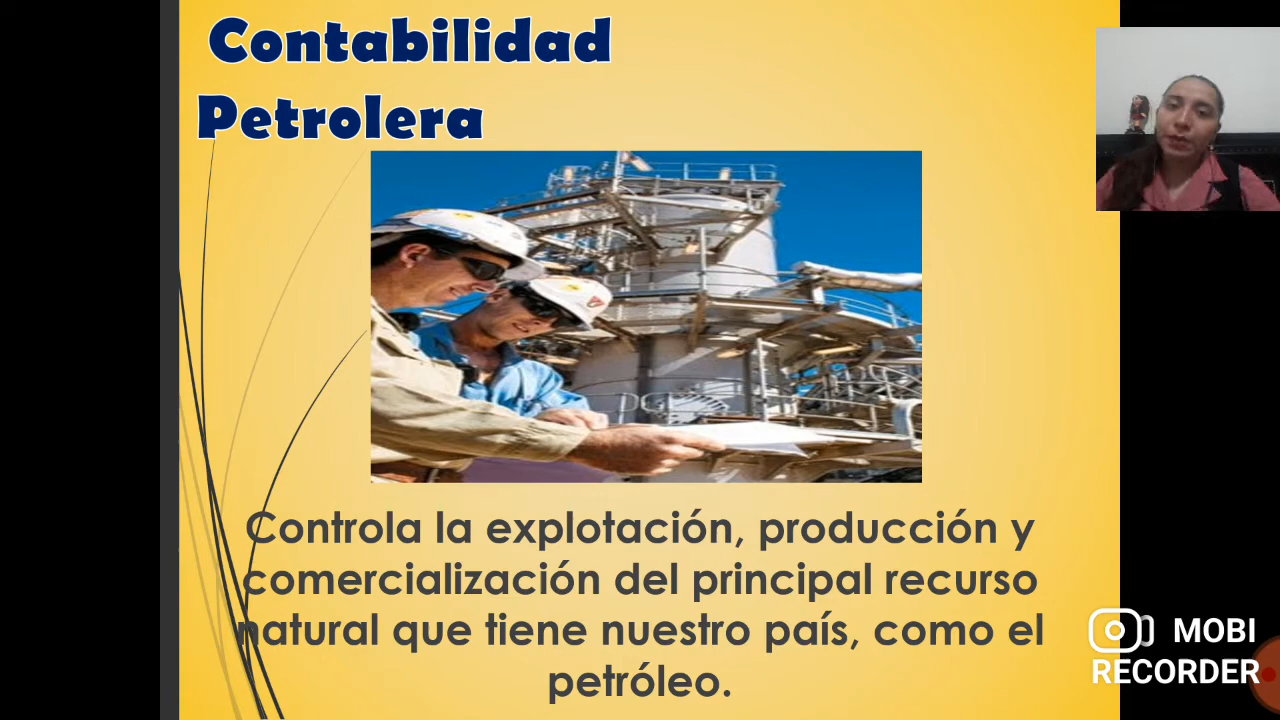 Contabilidad
Petrolera
Controla la explotación, producción y
comercialización del principal recurso
natural que tiene nuestro país, como el
petróleo.
MOBI
RECORDER